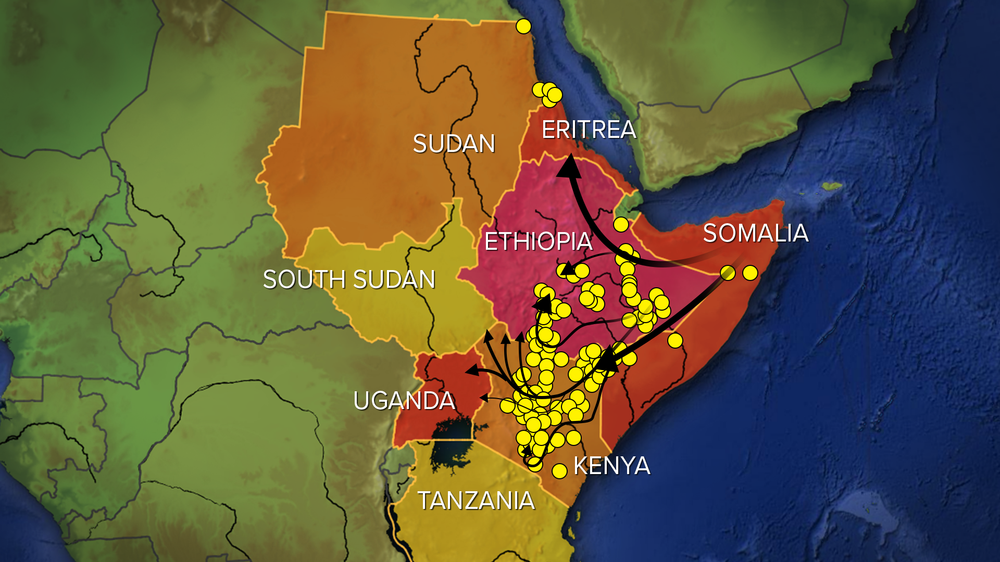 ERITREA
SUDAN
SOMALIA
ETHIOPIA
SOUTH SUDAN
UGANDA
KENYA
TANZANIA